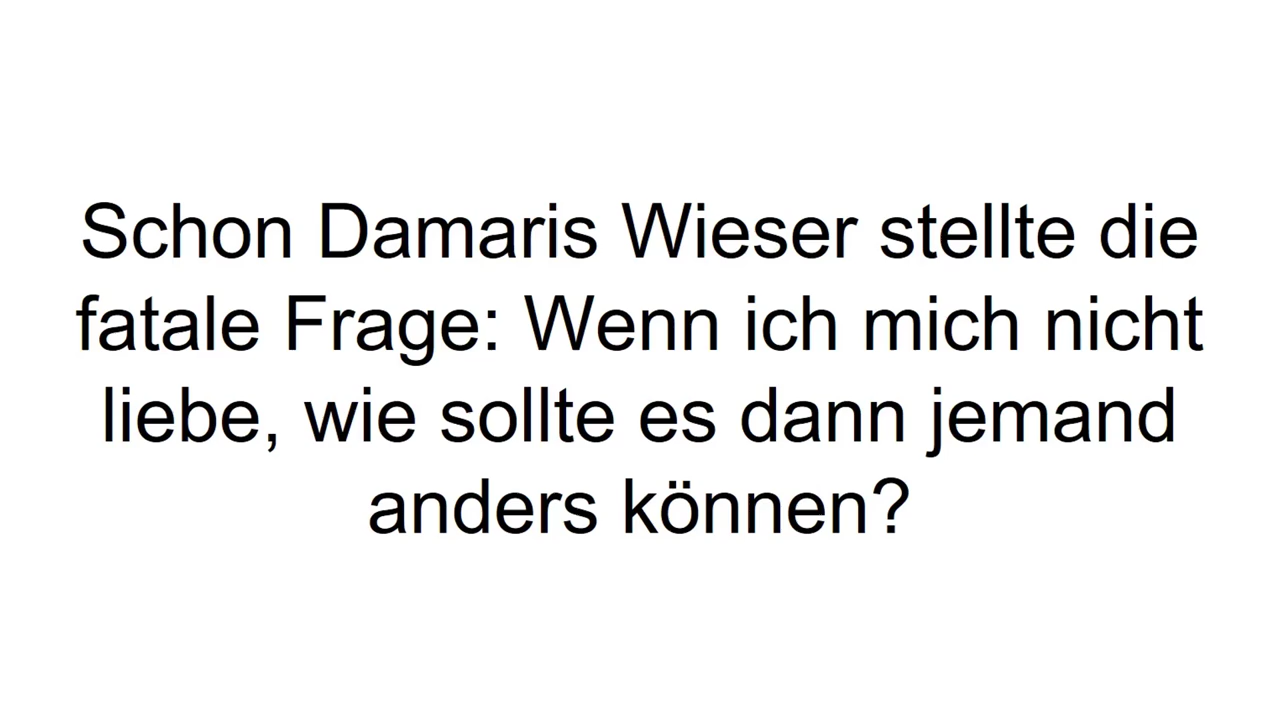 Schon Damaris Wieser stellte die
fatale Frage: Wenn ich mich nicht
liebe, wie sollte es dann jemand
anders können?